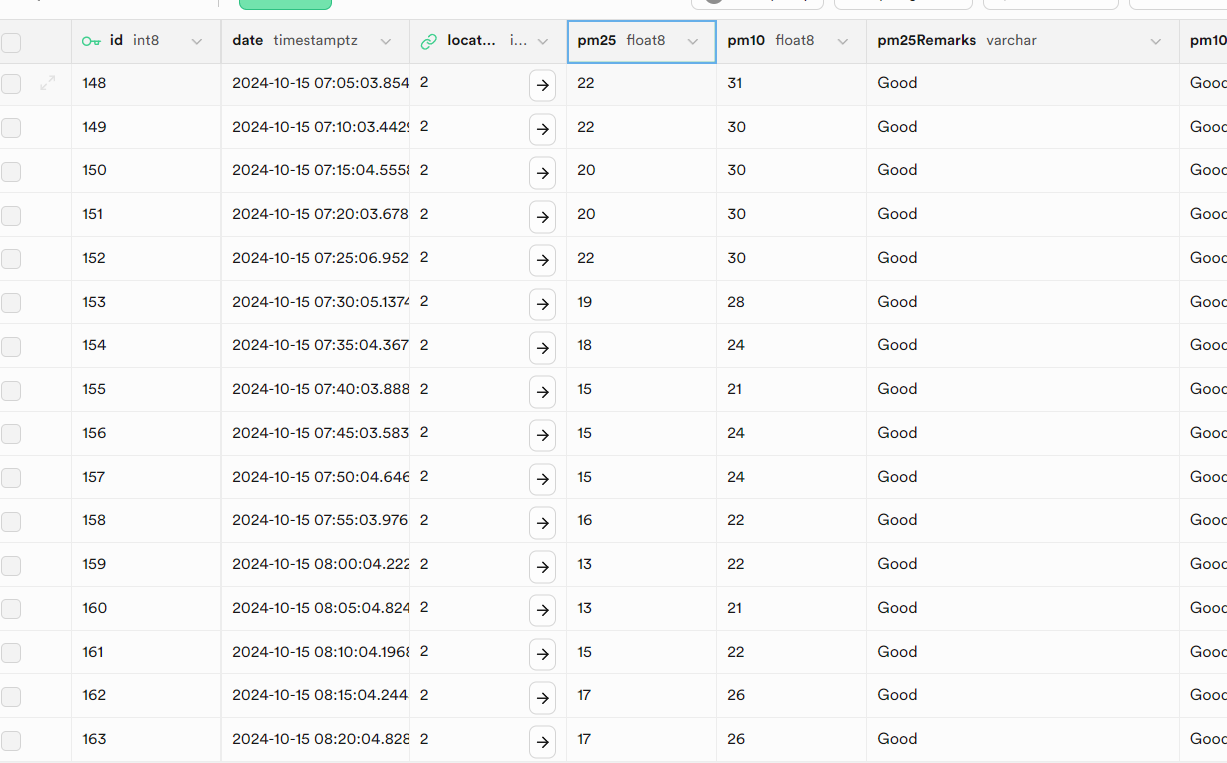 id int8 date timestamptz locat... i... pm25 float8 pm10 float8 pm25Remarks varchar pm10
148 2024-10-15 07:05:03.854 2 22 31 Good Good
149 2024-10-15 07:10:03.4429 2 22 30 Good Good
150 2024-10-15 07:15:04.5558 2 20 30 Good Good
151 2024-10-15 07:20:03.678 2 20 30 Good Good
152 2024-10-15 07:25:06.952 2 22 30 Good Good
153 2024-10-15 07:30:05.1374 2 19 28 Good Good
154 2024-10-15 07:35:04.367 2 18 24 Good Good
155 2024-10-15 07:40:03.888 2 15 21 Good Good
156 2024-10-15 07:45:03.583 2 15 24 Good Good
157 2024-10-15 07:50:04.646 2 15 24 Good Good
158 2024-10-15 07:55:03.976 2 16 22 Good Good
159 2024-10-15 08:00:04.222 2 13 22 Good Good
160 2024-10-15 08:05:04.824 2 13 21 Good Good
161 2024-10-15 08:10:04.1968 2 15 22 Good Good
162 2024-10-15 08:15:04.244 2 17 26 Good Good
163 2024-10-15 08:20:04.828 2 17 26 Good Good